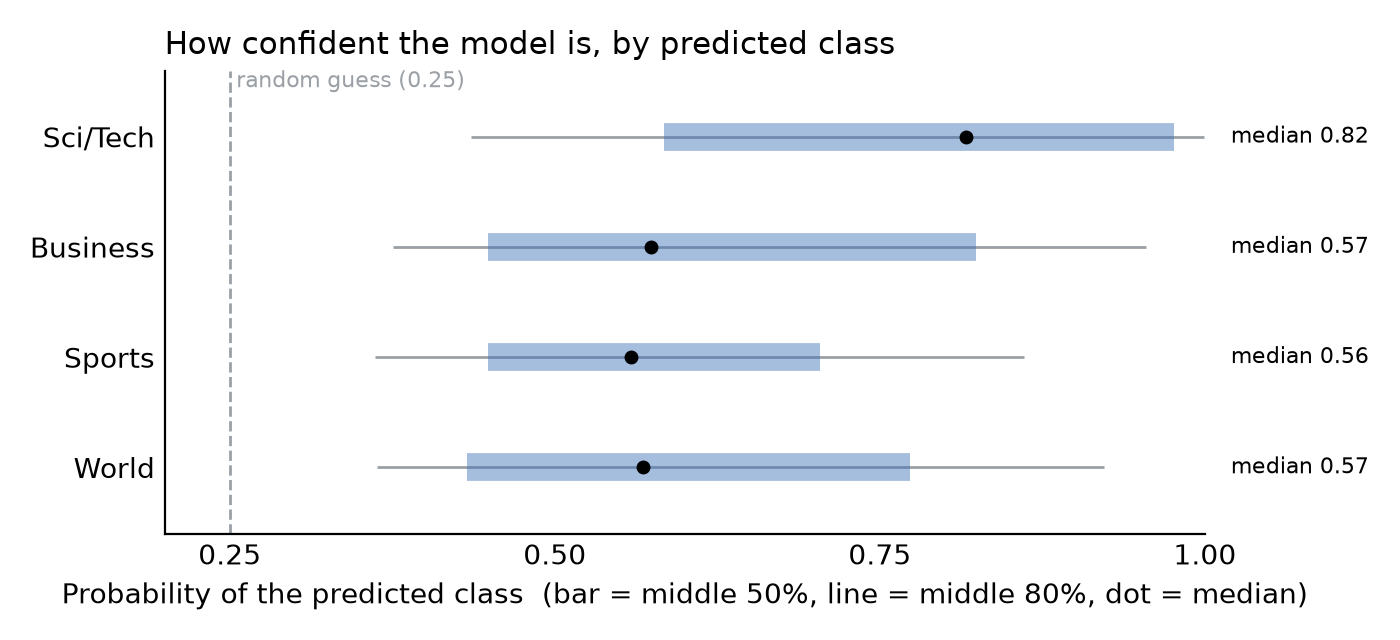 How confident the model is, by predicted class
random guess (0.25)
Sci/Tech
median 0.82
Business
median 0.57
Sports
median 0.56
World
median 0.57
0.25 0.50 0.75 1.00
Probability of the predicted class (bar = middle 50%, line = middle 80%, dot = median)